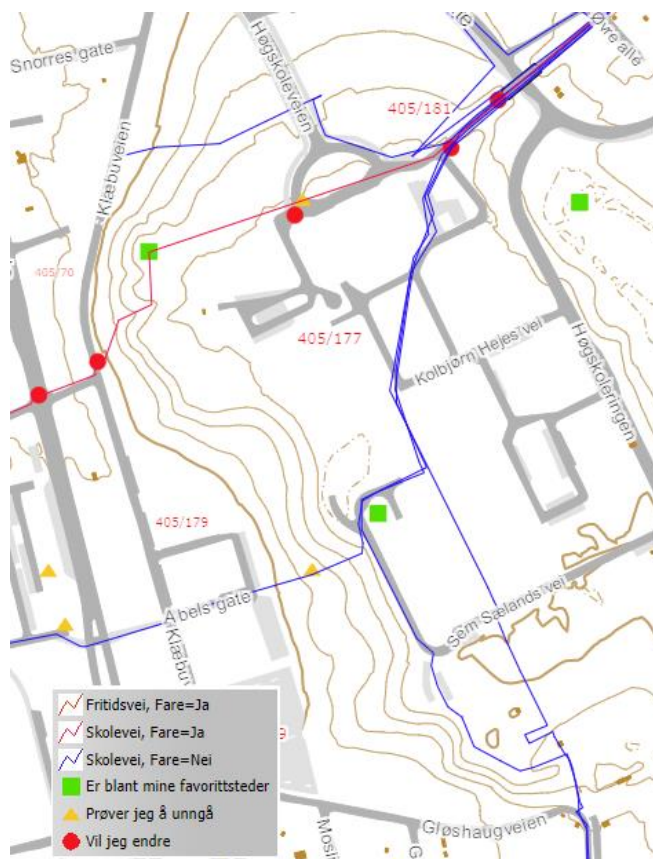 Øvre allé
Snorres gate
Høgskoleveien
405/181
Klæbuveien
405/70
405/177
Kolbjørn Hejes vei
Høgskoleringen
405/179
Abels gate
Sem Sælands vei
Fritidsvei, Fare=Ja
Skolevei, Fare=Ja
Skolevei, Fare=Nei
Er blant mine favorittsteder
Prøver jeg å unngå
Vil jeg endre
Gløshaugveien